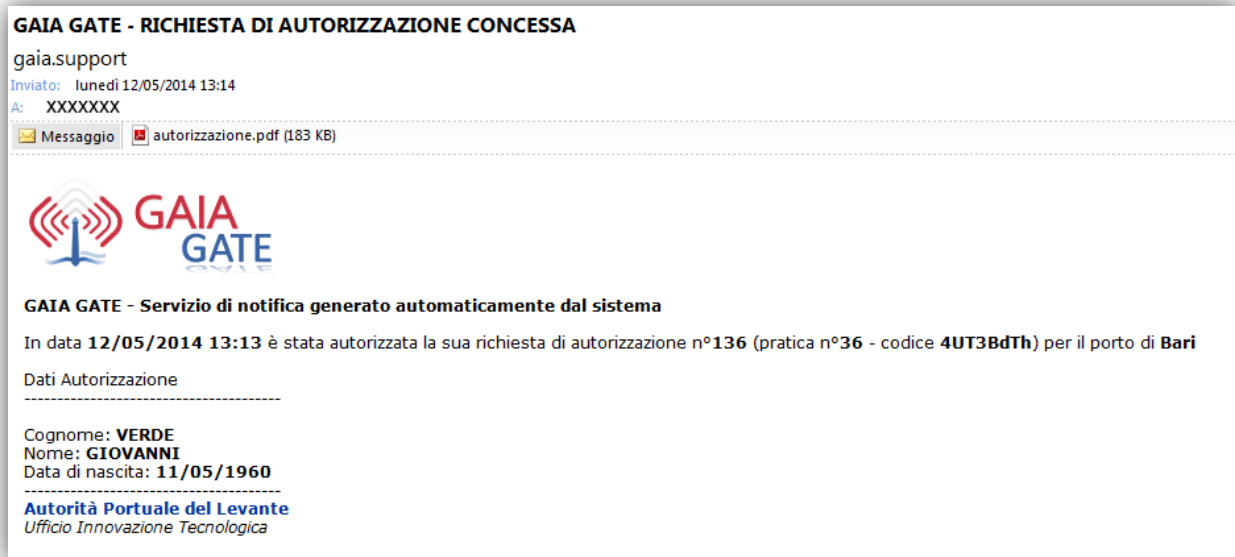 GAIA GATE - RICHIESTA DI AUTORIZZAZIONE CONCESSA
gaia.support
Inviato: lunedì 12/05/2014 13:14
A: XXXXXXX
Messaggio autorizzazione.pdf (183 KB)
GAIA
GATE
GAIA GATE - Servizio di notifica generato automaticamente dal sistema
In data 12/05/2014 13:13 è stata autorizzata la sua richiesta di autorizzazione n°136 (pratica n°36 - codice 4UT3BdTh) per il porto di Bari
Dati Autorizzazione
---------------------------------------
Cognome: VERDE
Nome: GIOVANNI
Data di nascita: 11/05/1960
---------------------------------------
Autorità Portuale del Levante
Ufficio Innovazione Tecnologica